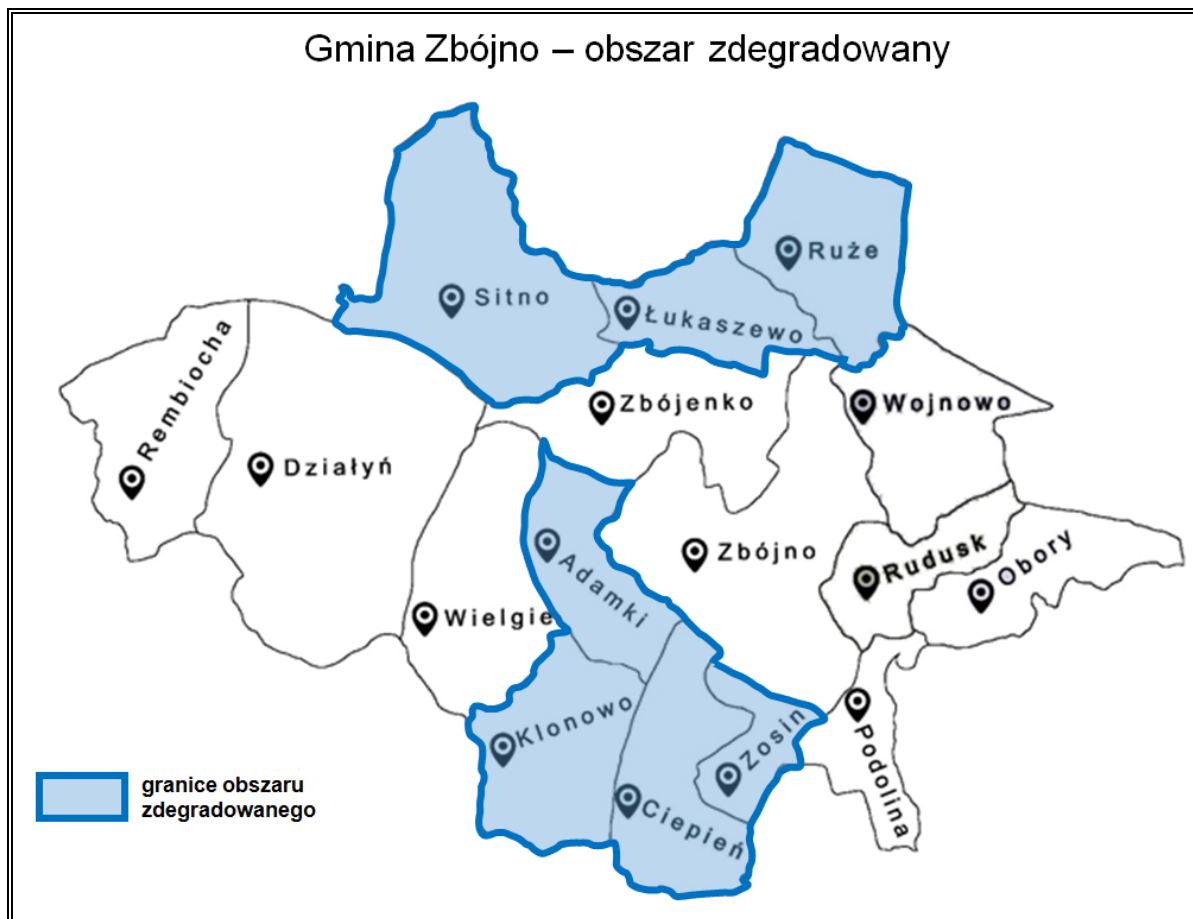 Gmina Zbójno – obszar zdegradowany
Ruże
Sitno
Łukaszewo
Rembiocha
Zbójenko
Wojnowo
Działyń
Adamki
Zbójno
Rudusk
Obory
Wielgie
Klonowo
Zosin
Podolina
Ciepień
granice obszaru
zdegradowanego